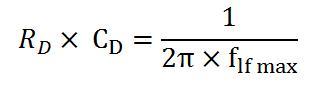 R_D × C_D = 1 / (2π × f_lf max)